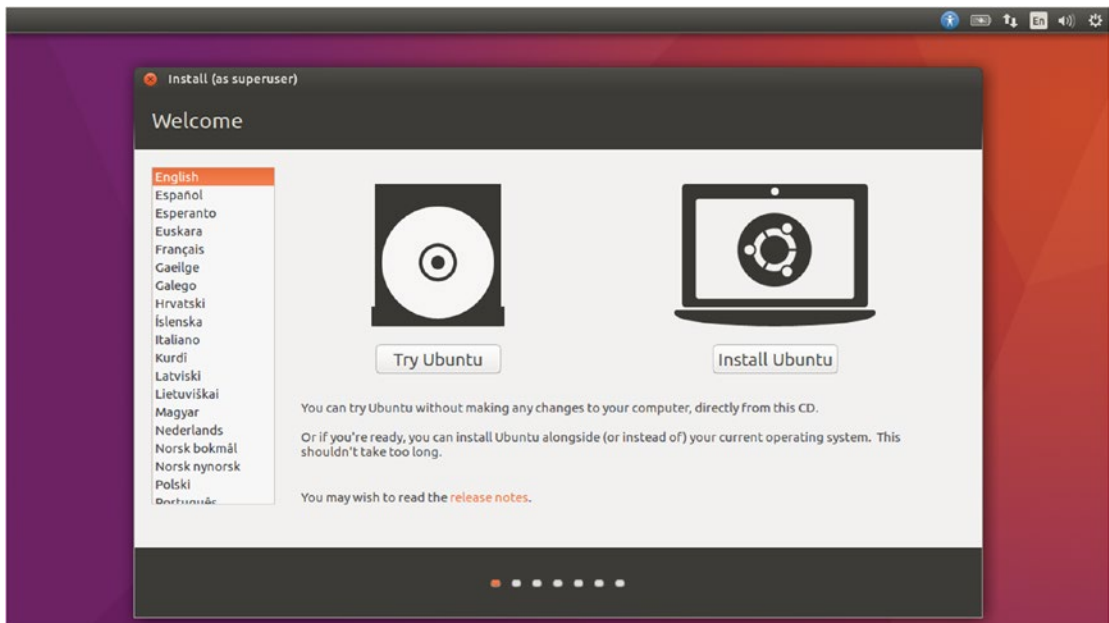 En
Install (as superuser)
Welcome
English
Español
Esperanto
Euskara
Français
Gaeilge
Galego
Hrvatski
Íslenska
Italiano
Kurdî
Latviski
Lietuviškai
Magyar
Nederlands
Norsk bokmål
Norsk nynorsk
Polski
Português
Try Ubuntu
Install Ubuntu
You can try Ubuntu without making any changes to your computer, directly from this CD.
Or if you're ready, you can install Ubuntu alongside (or instead of) your current operating system. This
shouldn't take too long.
You may wish to read the release notes.